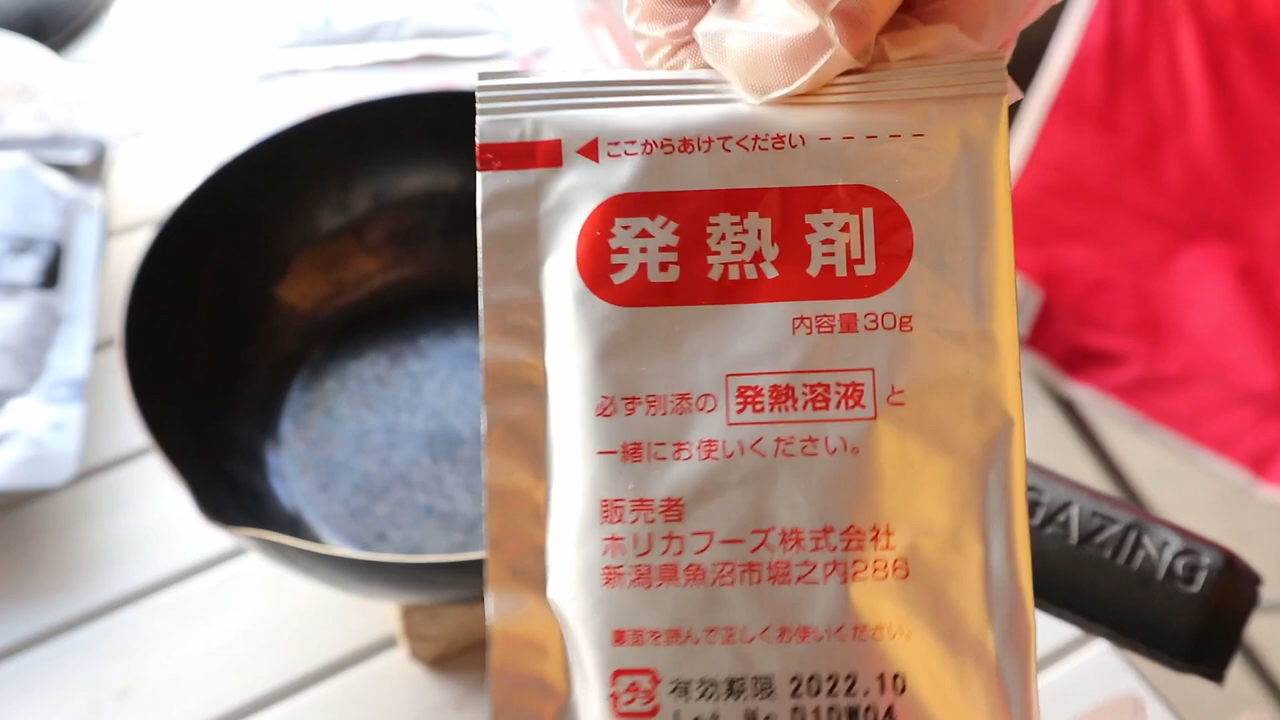 ここからあけてください
発熱剤
内容量30g
必ず別添の 発熱溶液 と
一緒にお使いください。
販売者
ホリカフーズ株式会社
新潟県魚沼市堀之内286
裏面を読んで正しくお使いください。
プラ 有効期限 2022.10
GAZING